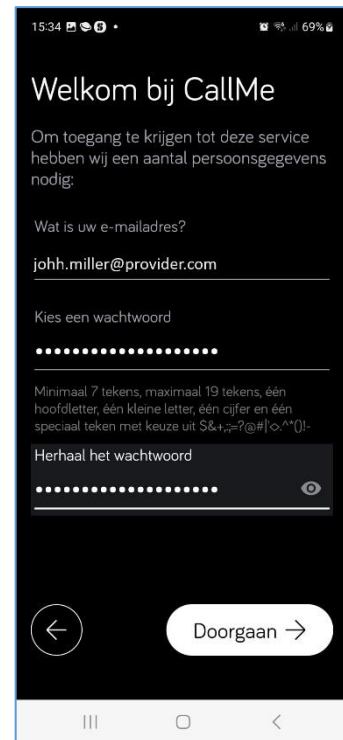 15:34
69%
Welkom bij CallMe
Om toegang te krijgen tot deze service
hebben wij een aantal persoonsgegevens
nodig:
Wat is uw e-mailadres?
johh.miller@provider.com
Kies een wachtwoord
••••••••••••••••••••
Minimaal 7 tekens, maximaal 19 tekens, één
hoofdletter, één kleine letter, één cijfer en één
speciaal teken met keuze uit $&+,:;=?@#|'<>.^*()!-
Herhaal het wachtwoord
••••••••••••••••••••
Doorgaan